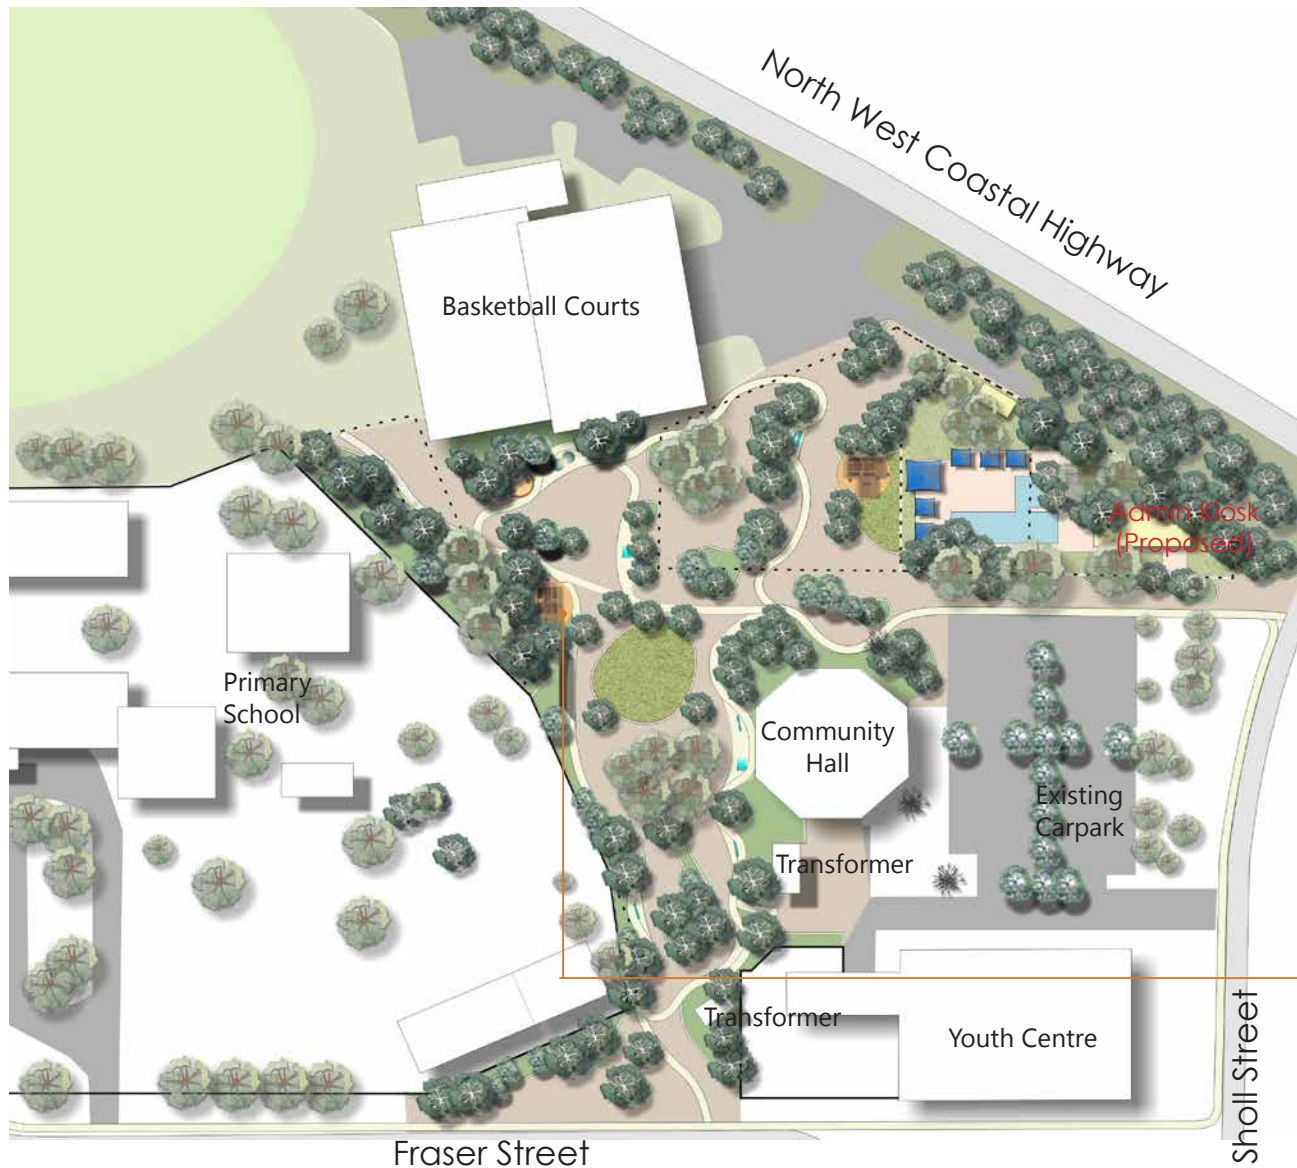 North West Coastal Highway
Basketball Courts
Admin Kiosk
(Proposed)
Primary
School
Community
Hall
Existing
Carpark
Transformer
Transformer
Youth Centre
Sholl Street
Fraser Street